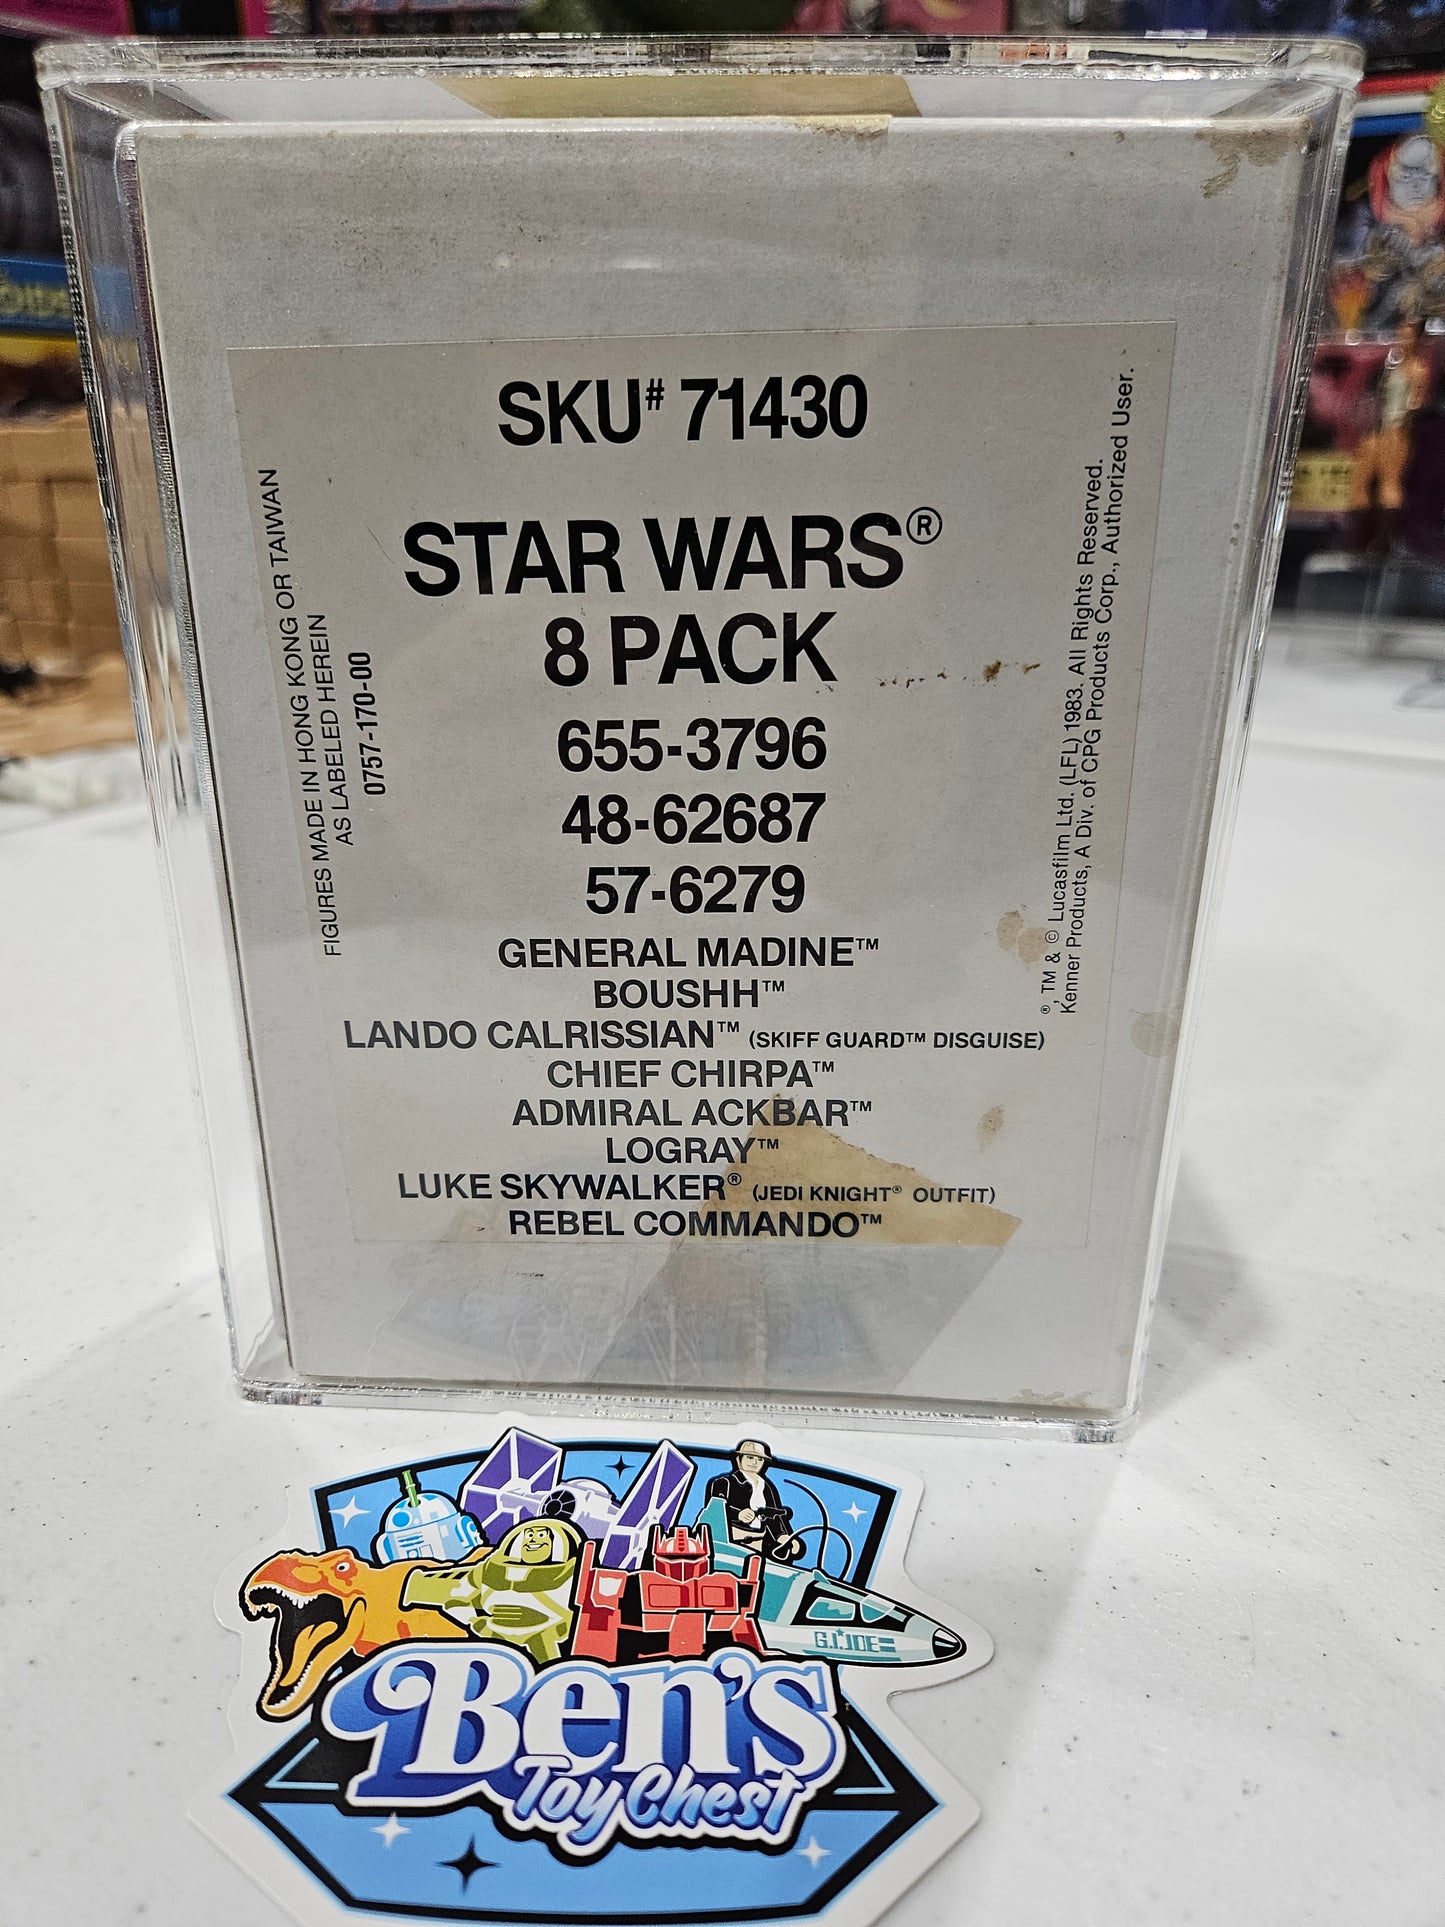 SKU# 71430
STAR WARS®
8 PACK
655-3796
48-62687
57-6279
GENERAL MADINE™
BOUSHH™
LANDO CALRISSIAN™ (SKIFF GUARD™ DISGUISE)
CHIEF CHIRPA™
ADMIRAL ACKBAR™
LOGRAY™
LUKE SKYWALKER® (JEDI KNIGHT® OUTFIT)
REBEL COMMANDO™
FIGURES MADE IN HONG KONG OR TAIWAN
AS LABELED HEREIN
0757-170-00
®, TM & © Lucasfilm Ltd. (LFL) 1983. All Rights Reserved.
Kenner Products, A Div. of CPG Products Corp., Authorized User.
G.I. JOE
Ben's
Toy Chest